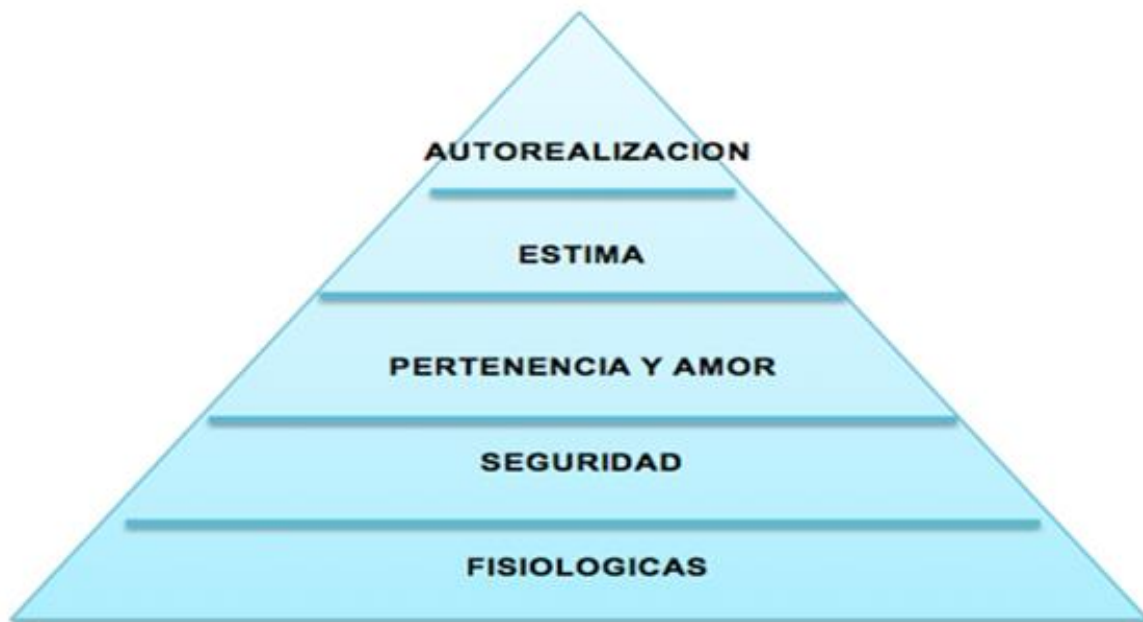 AUTOREALIZACION
ESTIMA
PERTENENCIA Y AMOR
SEGURIDAD
FISIOLOGICAS